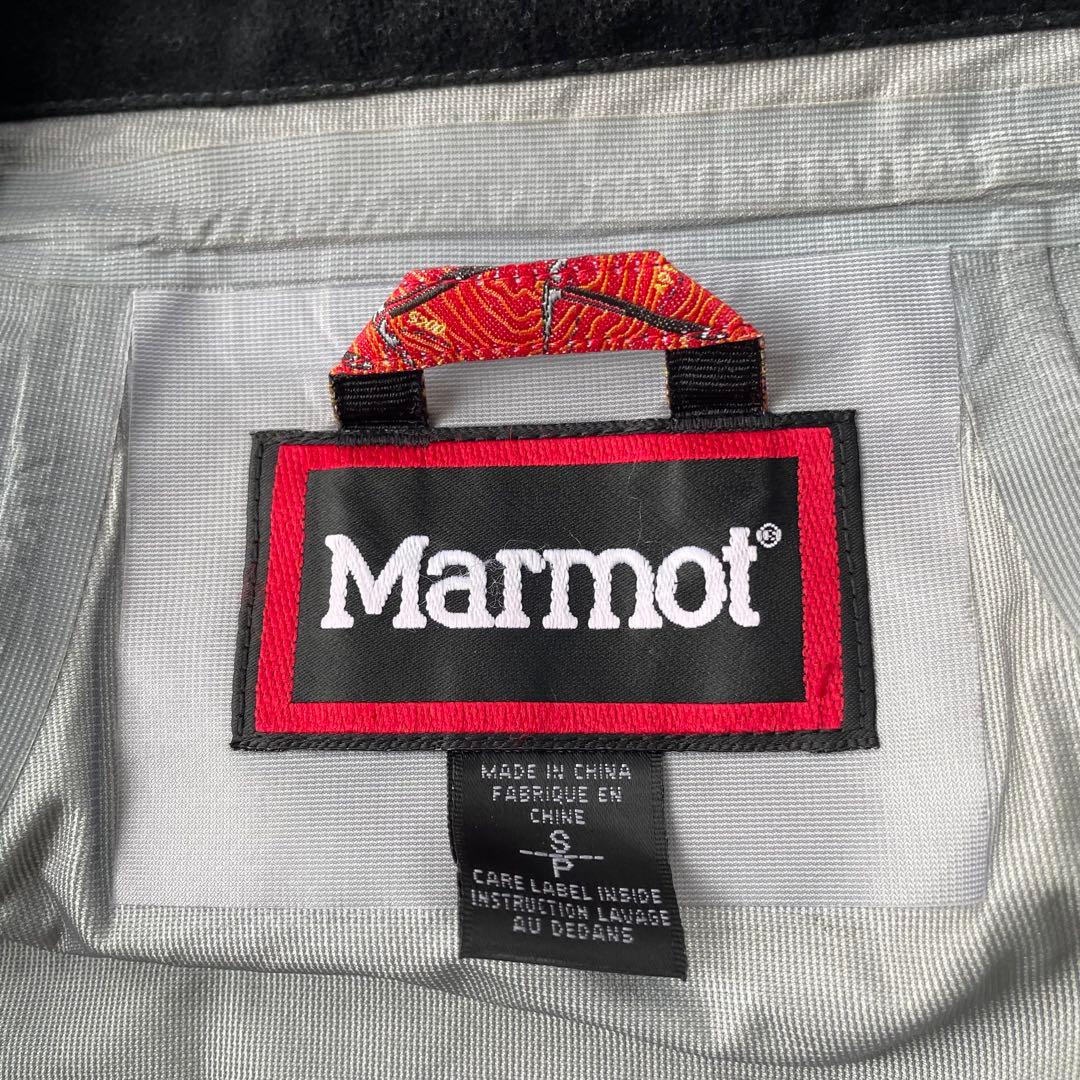 Marmot®
MADE IN CHINA
FABRIQUE EN
CHINE
S
P
CARE LABEL INSIDE
INSTRUCTION LAVAGE
AU DEDANS